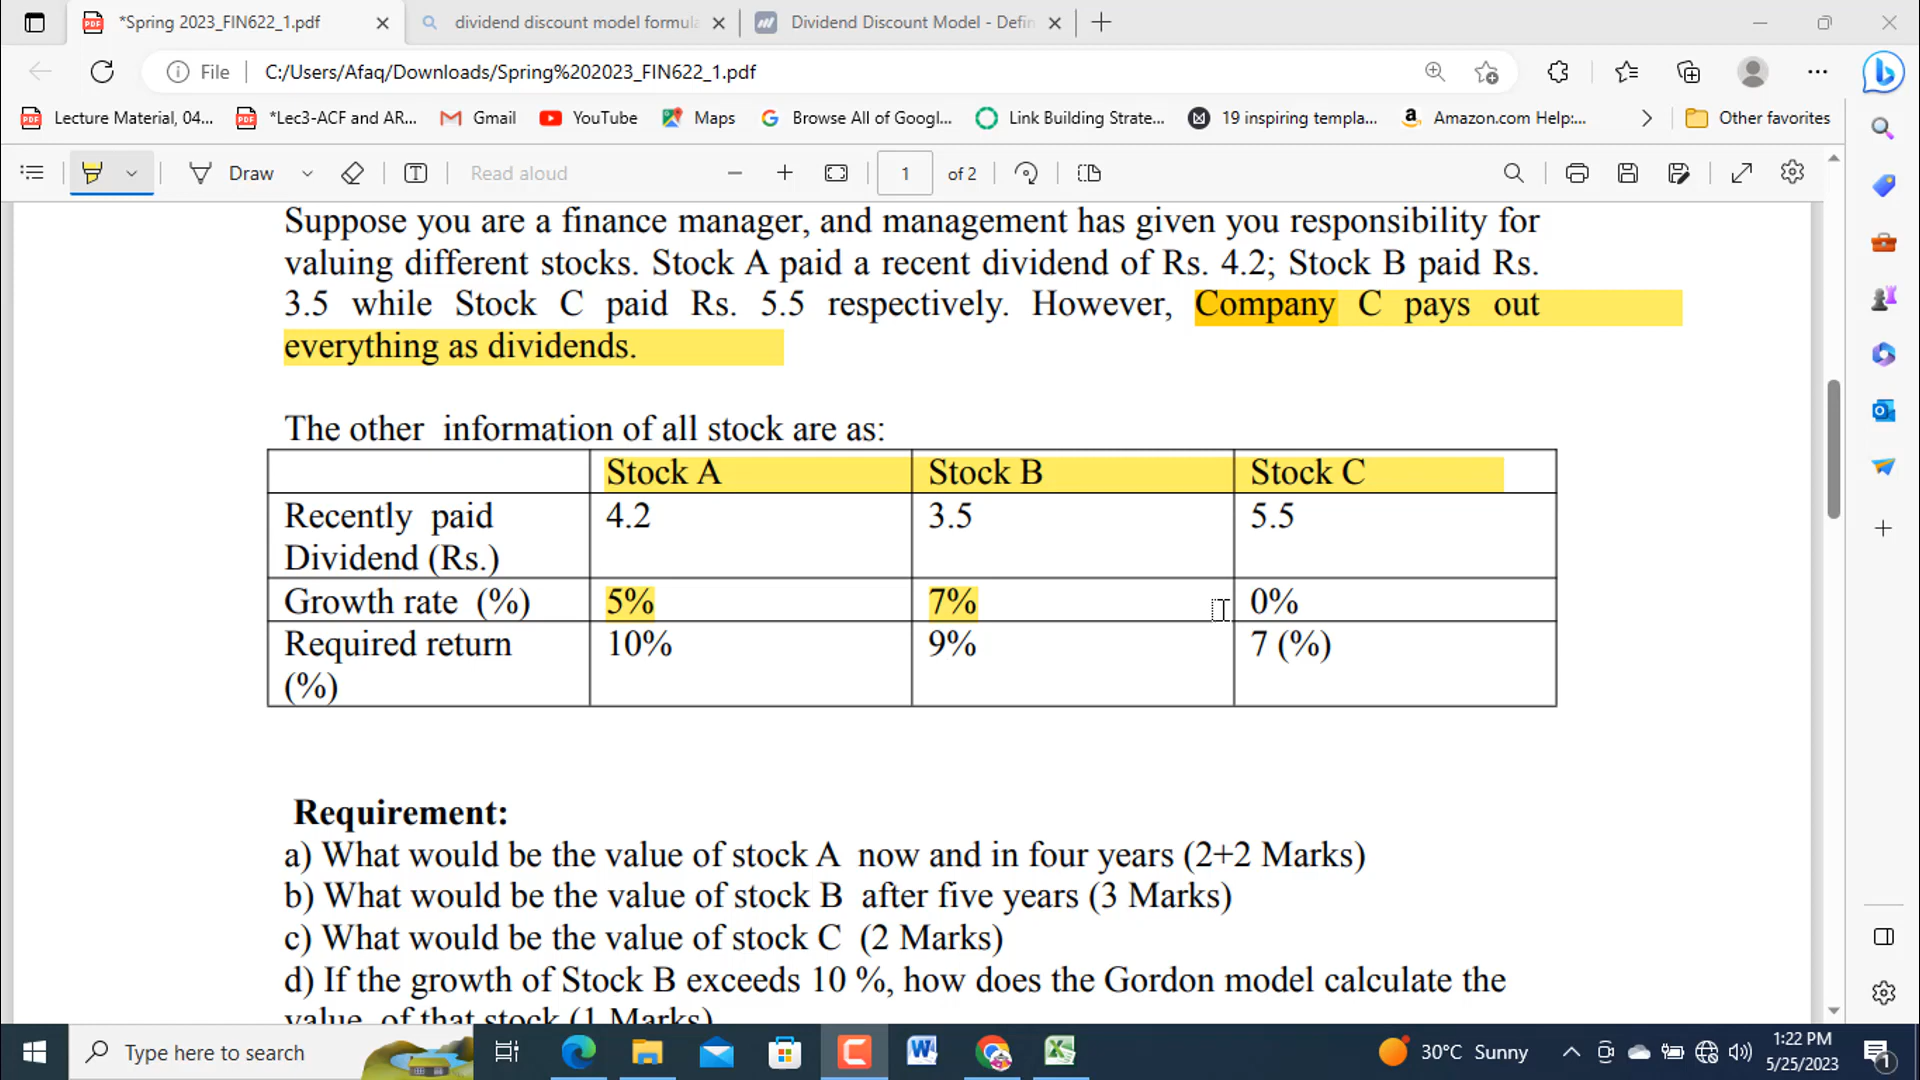 *Spring 2023_FIN622_1.pdf
dividend discount model formula
Dividend Discount Model - Defin
File
C:/Users/Afaq/Downloads/Spring%202023_FIN622_1.pdf
Lecture Material, 04...
*Lec3-ACF and AR...
Gmail
YouTube
Maps
Browse All of Googl...
Link Building Strate...
19 inspiring templa...
Amazon.com Help:...
Other favorites
Draw
Read aloud
1
of 2
Suppose you are a finance manager, and management has given you responsibility for
valuing different stocks. Stock A paid a recent dividend of Rs. 4.2; Stock B paid Rs.
3.5 while Stock C paid Rs. 5.5 respectively. However, Company C pays out
everything as dividends.
The other information of all stock are as:
Stock A Stock B Stock C
Recently paid 4.2 3.5 5.5
Dividend (Rs.)
Growth rate (%) 5% 7% 0%
Required return 10% 9% 7 (%)
(%)
Requirement:
a) What would be the value of stock A now and in four years (2+2 Marks)
b) What would be the value of stock B after five years (3 Marks)
c) What would be the value of stock C (2 Marks)
d) If the growth of Stock B exceeds 10 %, how does the Gordon model calculate the
value of that stock (1 Marks)
Type here to search
30°C Sunny
1:22 PM
5/25/2023
1